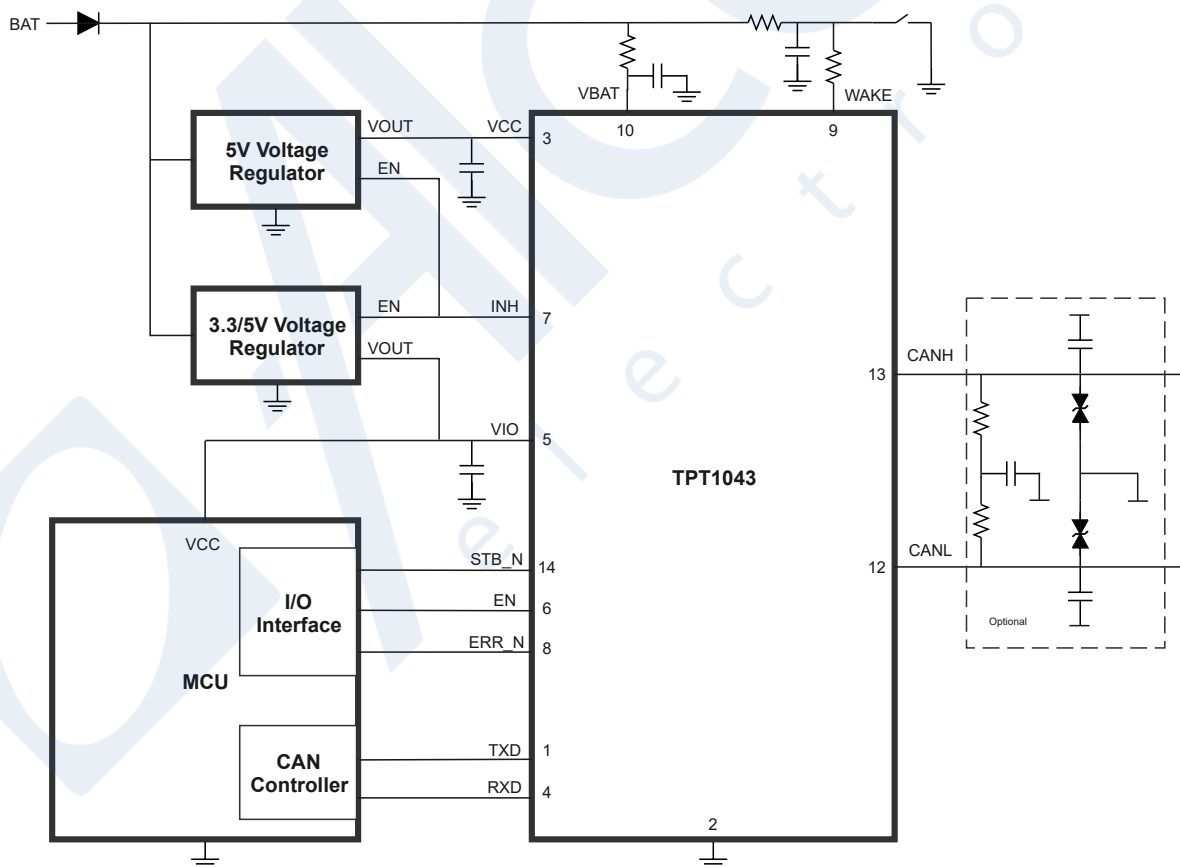 BAT
VBAT
WAKE
10
9
5V Voltage
Regulator
VOUT
VCC
3
EN
3.3/5V Voltage
Regulator
EN
INH
7
VOUT
VIO
5
TPT1043
CANH
13
CANL
12
Optional
VCC
I/O
Interface
MCU
STB_N
14
EN
6
ERR_N
8
CAN
Controller
TXD
1
RXD
4
2